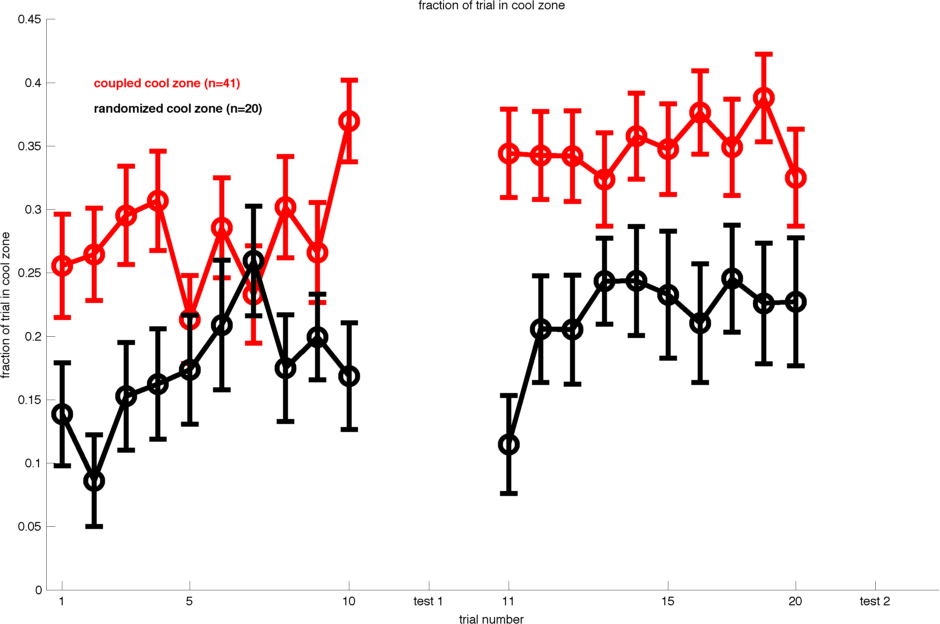 fraction of trial in cool zone
0.45
0.4
0.35
0.3
0.25
0.2
0.15
0.1
0.05
0
fraction of trial in cool zone
coupled cool zone (n=41)
randomized cool zone (n=20)
1 5 10 test 1 11 15 20 test 2
trial number